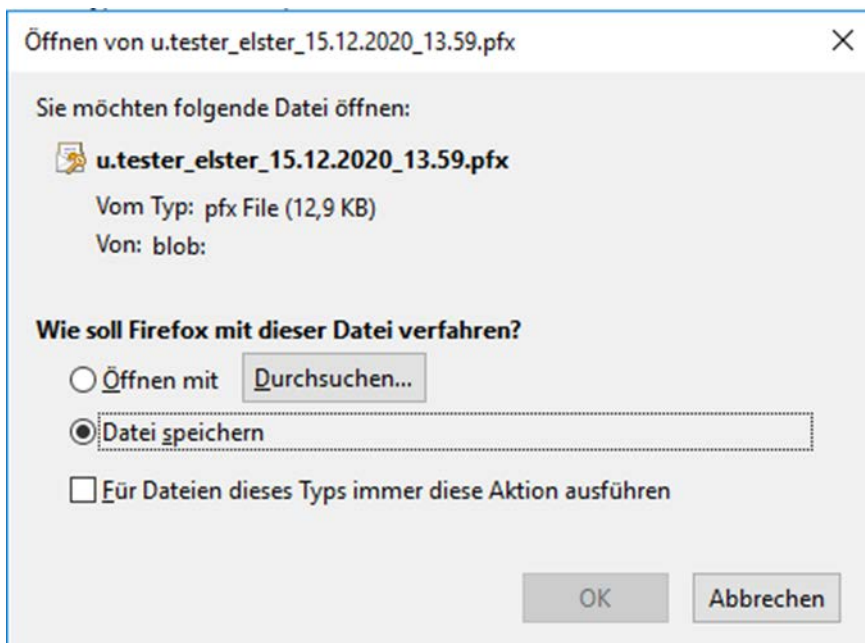 Öffnen von u.tester_elster_15.12.2020_13.59.pfx
Sie möchten folgende Datei öffnen:
u.tester_elster_15.12.2020_13.59.pfx
Vom Typ: pfx File (12,9 KB)
Von: blob:
Wie soll Firefox mit dieser Datei verfahren?
Öffnen mit Durchsuchen...
Datei speichern
Für Dateien dieses Typs immer diese Aktion ausführen
OK Abbrechen